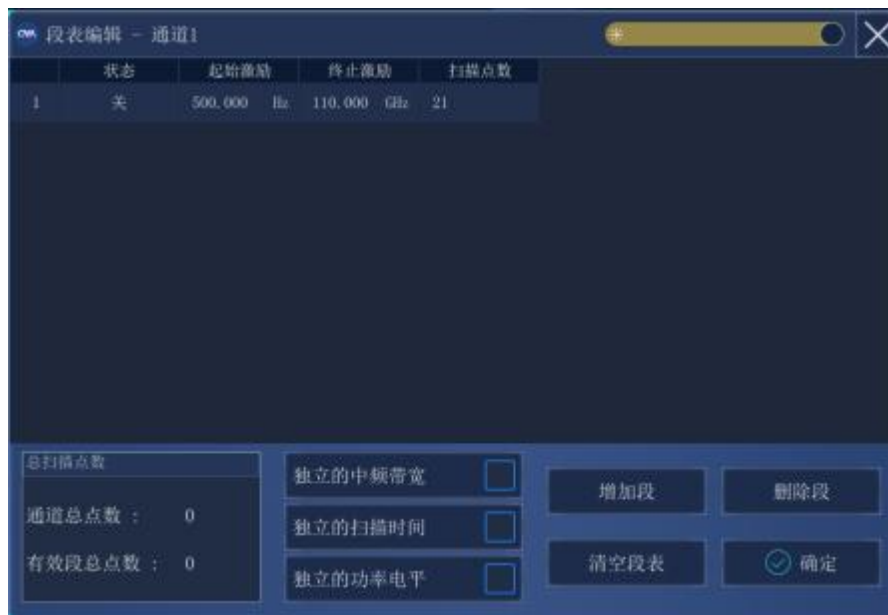 段表编辑 - 通道1
状态 起始激励 终止激励 扫描点数
1 关 500.000 Hz 110.000 GHz 21
总扫描点数
通道总点数 : 0
有效段总点数 : 0
独立的中频带宽
独立的扫描时间
独立的功率电平
增加段 删除段
清空段表 确定